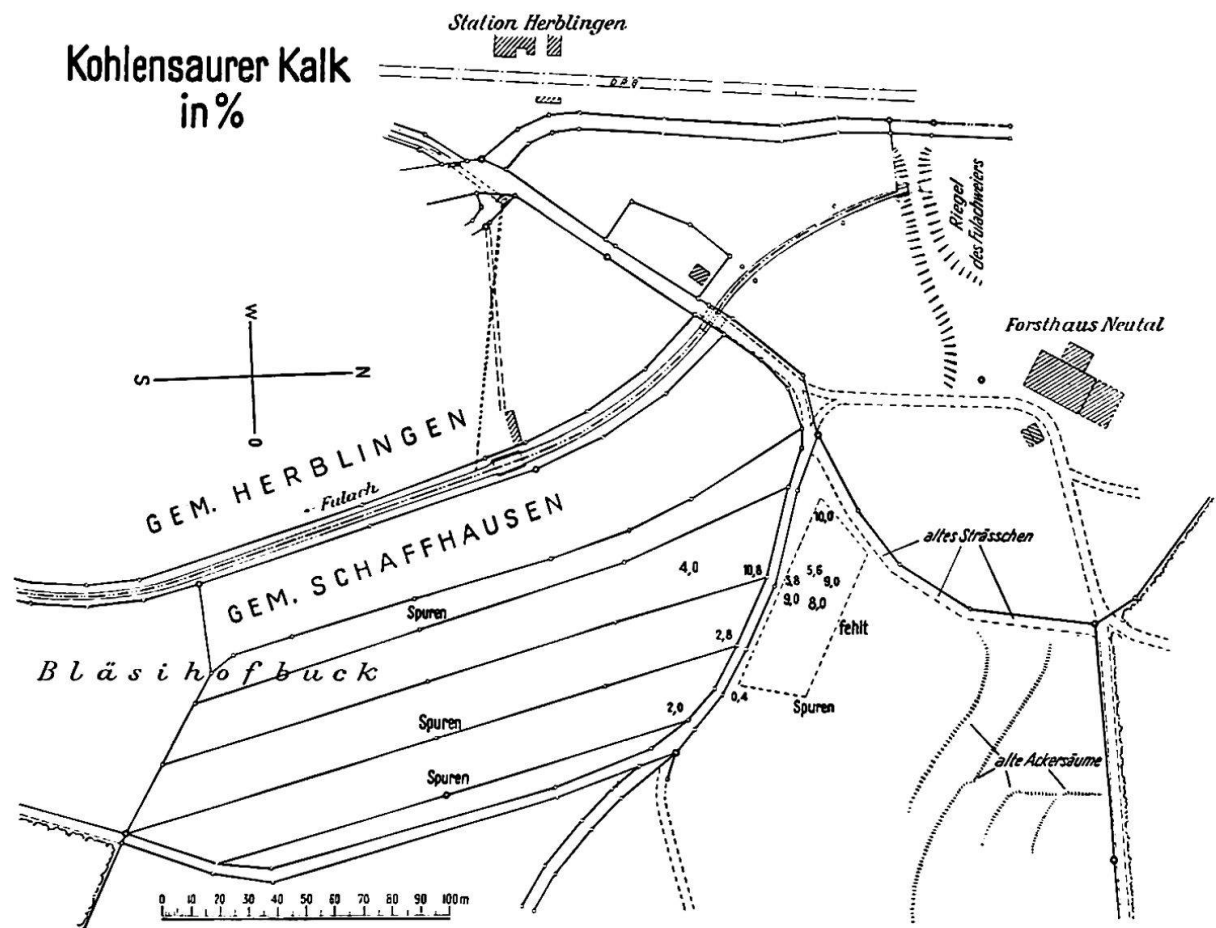 Station Herblingen
Kohlensaurer Kalk
in %
D.R.B
Riegel
des Fulachweiers
Forsthaus Neutal
W
S
N
O
GEM. HERBLINGEN
Fulach
GEM. SCHAFFHAUSEN
10,0
altes Strässchen
4,0
10,8
5,6
5,8
9,0
9,0
8,0
Spuren
fehlt
2,8
Bläsihofbuck
0,4
Spuren
2,0
Spuren
alte Ackersäume
Spuren
0 10 20 30 40 50 60 70 80 90 100 m